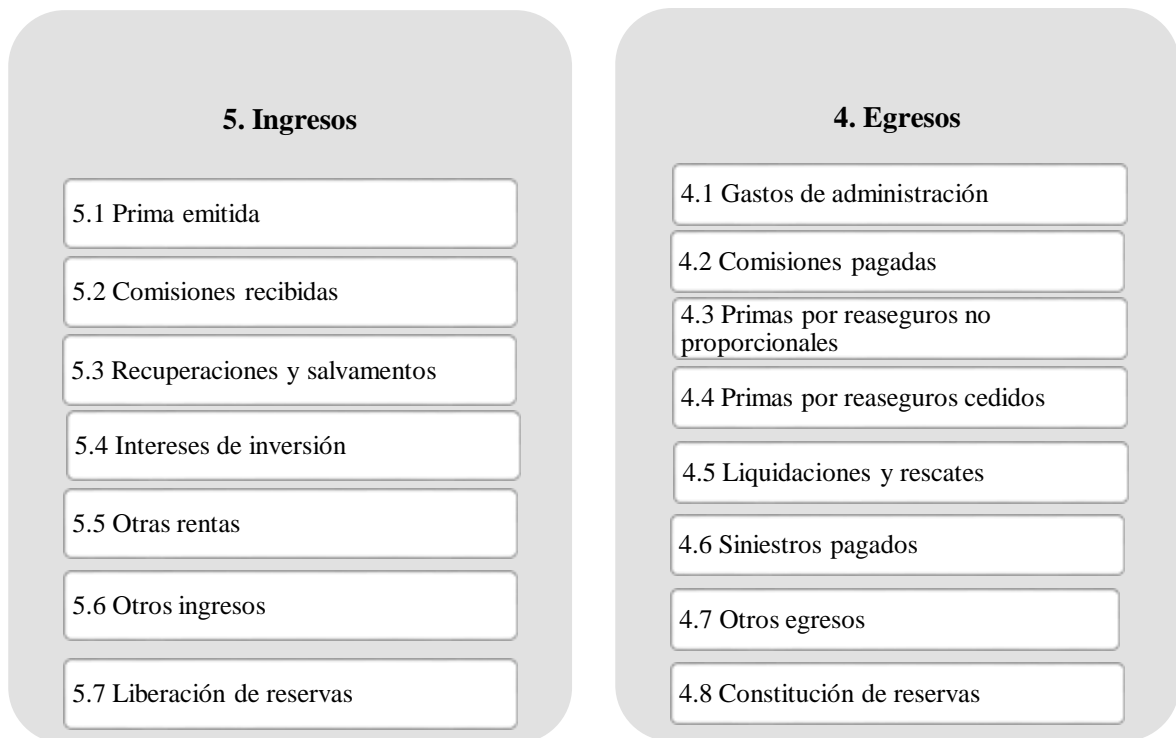 5. Ingresos
5.1 Prima emitida
5.2 Comisiones recibidas
5.3 Recuperaciones y salvamentos
5.4 Intereses de inversión
5.5 Otras rentas
5.6 Otros ingresos
5.7 Liberación de reservas
4. Egresos
4.1 Gastos de administración
4.2 Comisiones pagadas
4.3 Primas por reaseguros no
proporcionales
4.4 Primas por reaseguros cedidos
4.5 Liquidaciones y rescates
4.6 Siniestros pagados
4.7 Otros egresos
4.8 Constitución de reservas